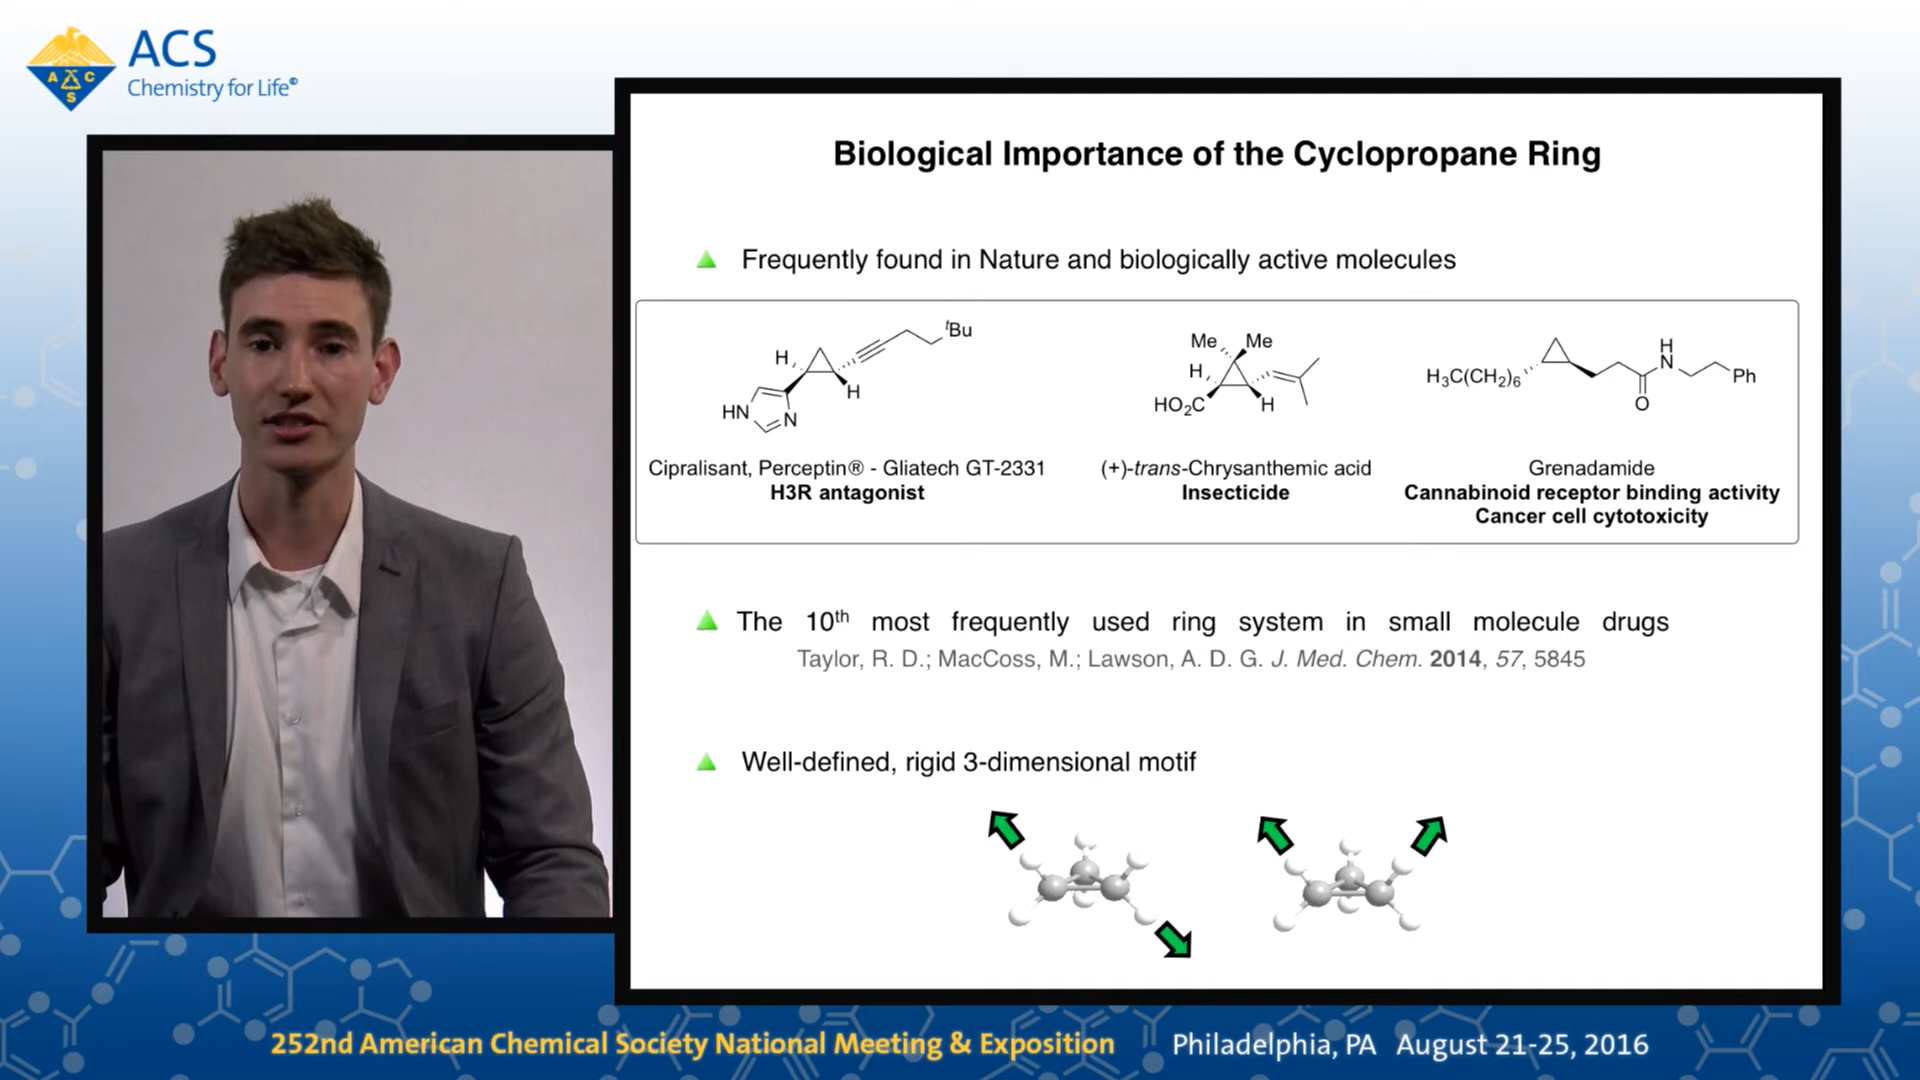 ACS
Chemistry for Life®
A C S
Biological Importance of the Cyclopropane Ring
Frequently found in Nature and biologically active molecules
tBu
H
H
HN
N
Me Me
H
HO2C
H
H
N
H3C(CH2)6
Ph
O
Cipralisant, Perceptin® - Gliatech GT-2331
H3R antagonist
(+)-trans-Chrysanthemic acid
Insecticide
Grenadamide
Cannabinoid receptor binding activity
Cancer cell cytotoxicity
The 10th most frequently used ring system in small molecule drugs
Taylor, R. D.; MacCoss, M.; Lawson, A. D. G. J. Med. Chem. 2014, 57, 5845
Well-defined, rigid 3-dimensional motif
252nd American Chemical Society National Meeting & Exposition Philadelphia, PA August 21-25, 2016